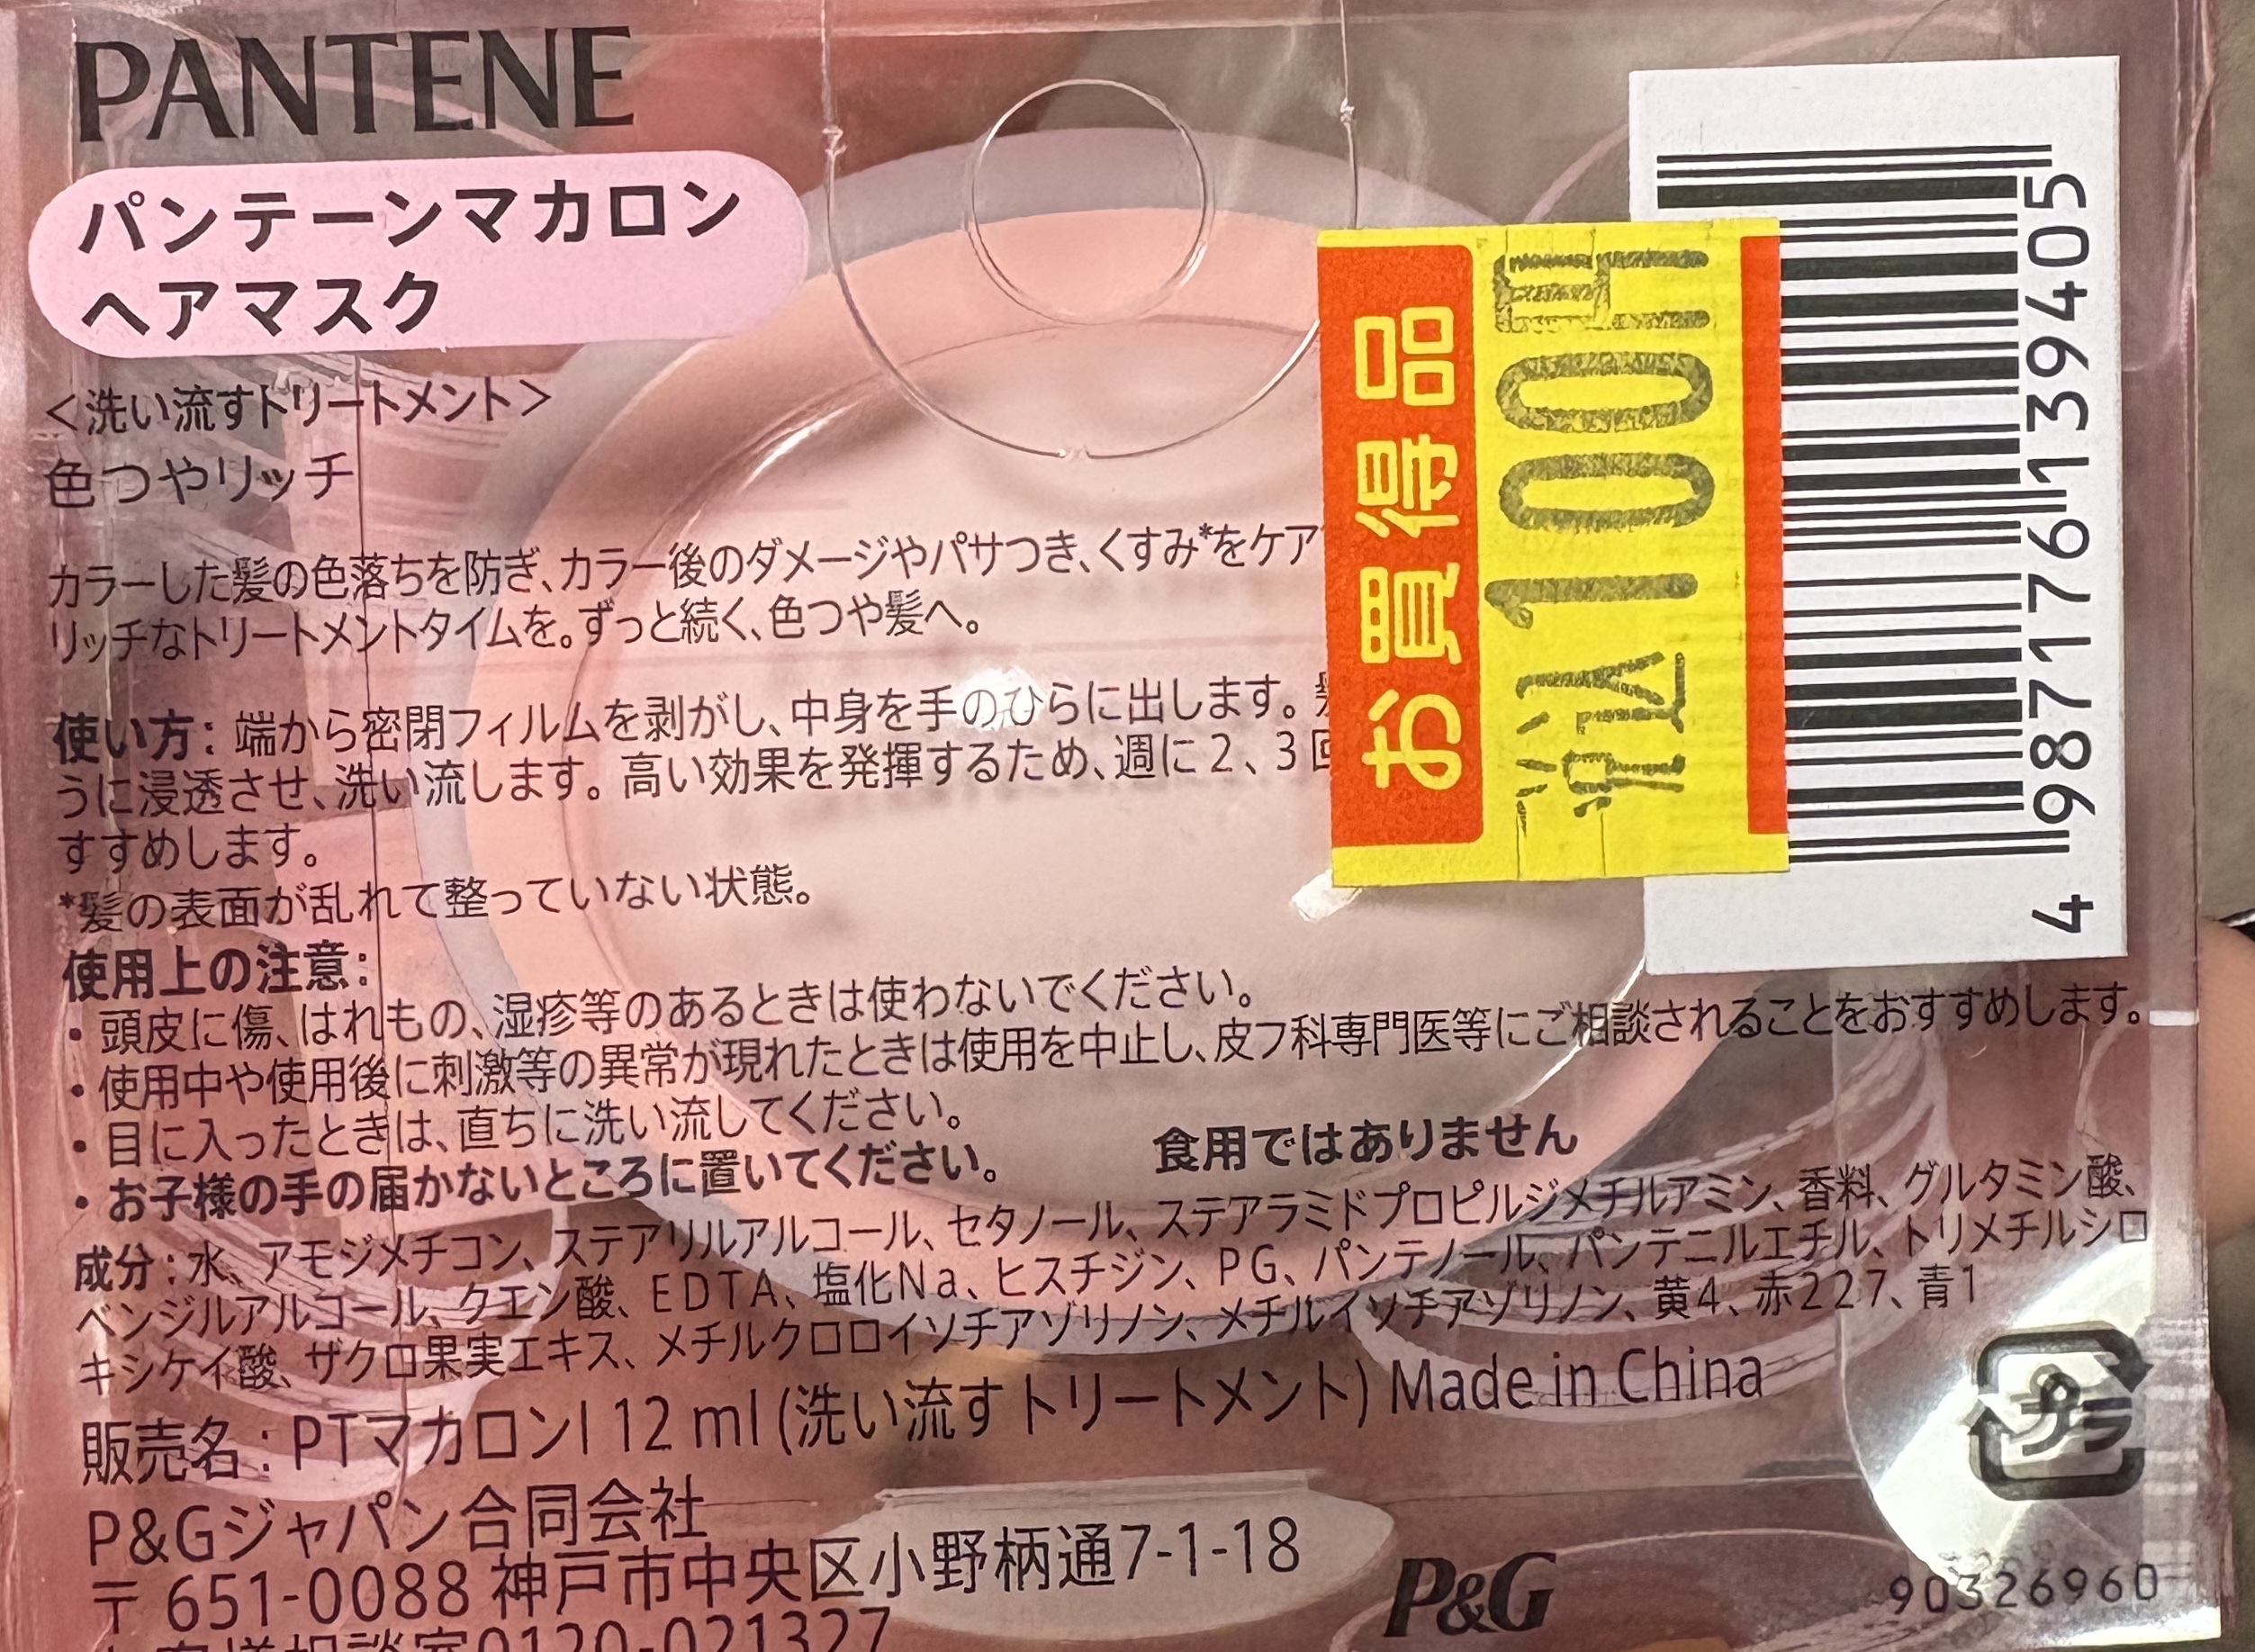 PANTENE
パンテーンマカロン
ヘアマスク
<洗い流すトリートメント>
色つやリッチ
カラーした髪の色落ちを防ぎ、カラー後のダメージやパサつき、くすみ*をケア
リッチなトリートメントタイムを。ずっと続く、色つや髪へ。
使い方: 端から密閉フィルムを剥がし、中身を手のひらに出します。
うに浸透させ、洗い流します。高い効果を発揮するため、週に2、3回
すすめします。
*髪の表面が乱れて整っていない状態。
使用上の注意:
・頭皮に傷、はれもの、湿疹等のあるときは使わないでください。
・使用中や使用後に刺激等の異常が現れたときは使用を中止し、皮フ科専門医等にご相談されることをおすすめします。
・目に入ったときは、直ちに洗い流してください。
・お子様の手の届かないところに置いてください。 食用ではありません
成分: 水、アモジメチコン、ステアリルアルコール、セタノール、ステアラミドプロピルジメチルアミン、香料、グルタミン酸、
ベンジルアルコール、クエン酸、EDTA、塩化Na、ヒスチジン、PG、パンテノール、パンテニルエチル、トリメチルシロ
キシケイ酸、ザクロ果実エキス、メチルクロロイソチアゾリノン、メチルイソチアゾリノン、黄4、赤227、青1
販売名: PTマカロンI 12 ml (洗い流すトリートメント) Made in China
P&Gジャパン合同会社
〒651-0088 神戸市中央区小野柄通7-1-18
0120-021327
お買得品
税込100円
4987176139405
プラ
P&G
90326960